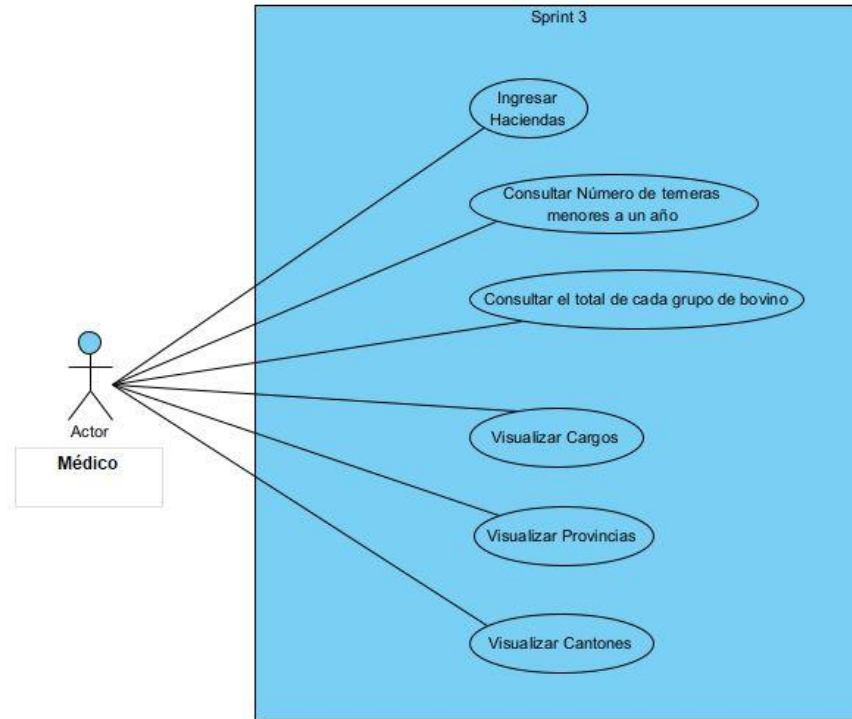 Sprint 3
Ingresar
Haciendas
Consultar Número de terneras
menores a un año
Consultar el total de cada grupo de bovino
Actor
Médico
Visualizar Cargos
Visualizar Provincias
Visualizar Cantones